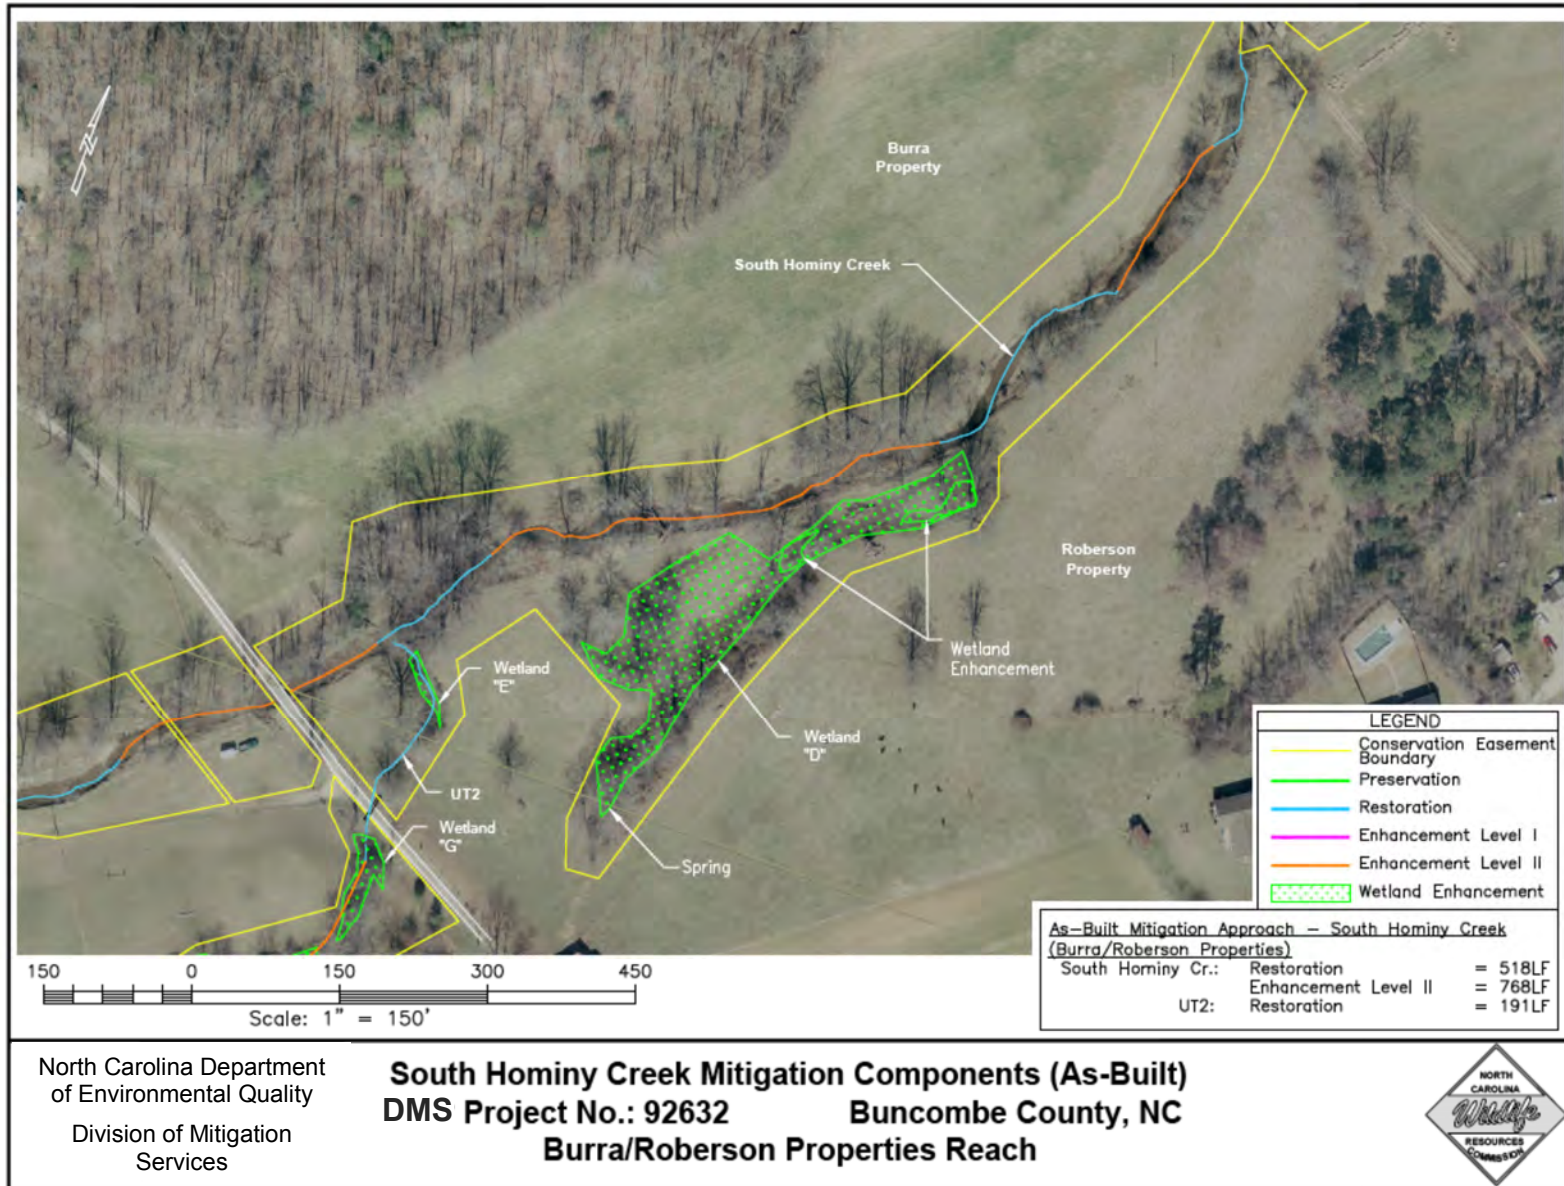 Burra
Property
South Hominy Creek
Roberson
Property
Wetland
Enhancement
Wetland
"E"
Wetland
"D"
UT2
Wetland
"G"
Spring
LEGEND
Conservation Easement
Boundary
Preservation
Restoration
Enhancement Level I
Enhancement Level II
Wetland Enhancement
As-Built Mitigation Approach - South Hominy Creek
(Burra/Roberson Properties)
South Hominy Cr.: Restoration = 518LF
Enhancement Level II = 768LF
UT2: Restoration = 191LF
150 0 150 300 450
Scale: 1" = 150'
North Carolina Department
of Environmental Quality
Division of Mitigation
Services
South Hominy Creek Mitigation Components (As-Built)
DMS Project No.: 92632 Buncombe County, NC
Burra/Roberson Properties Reach
NORTH
CAROLINA
Wildlife
RESOURCES
COMMISSION